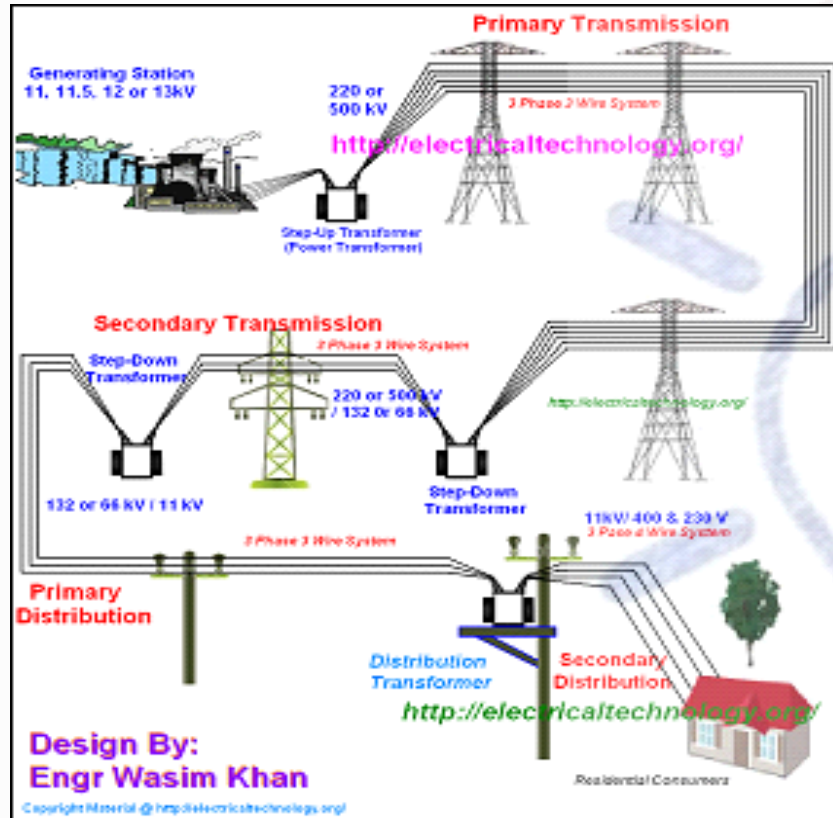 Primary Transmission
Generating Station
11, 11.5, 12 or 13kV
220 or
500 kV
3 Phase 3 Wire System
http://electricaltechnology.org/
Step-Up Transformer
(Power Transformer)
Secondary Transmission
3 Phase 3 Wire System
Step-Down
Transformer
220 or 500 kV
/ 132 0r 66 kV
http://electricaltechnology.org/
132 or 66 kV / 11 kV
Step-Down
Transformer
11kV/ 400 & 230 V
3 Pase 4 Wire System
3 Phase 3 Wire System
Primary
Distribution
Distribution
Transformer
Secondary
Distribution
http://electricaltechnology.org/
Design By:
Engr Wasim Khan
Residential Consumers
Copyright Material @ http://electricaltechnology.org/